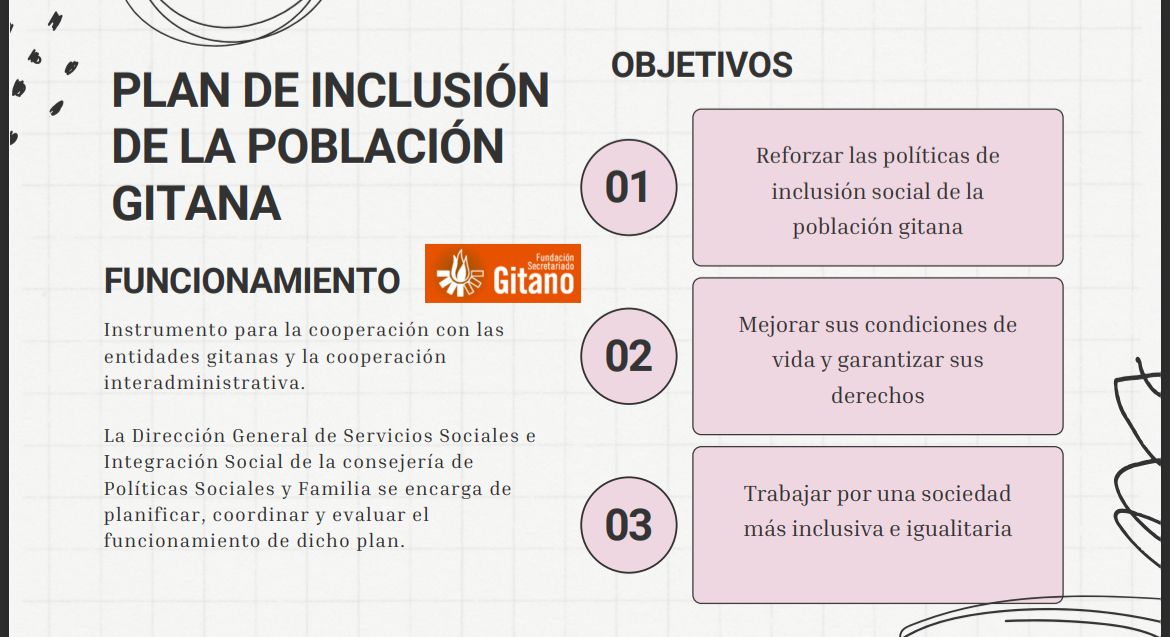 PLAN DE INCLUSIÓN
DE LA POBLACIÓN
GITANA
FUNCIONAMIENTO
Fundación
Secretariado
Gitano
Instrumento para la cooperación con las
entidades gitanas y la cooperación
interadministrativa.
La Dirección General de Servicios Sociales e
Integración Social de la consejería de
Políticas Sociales y Familia se encarga de
planificar, coordinar y evaluar el
funcionamiento de dicho plan.
OBJETIVOS
01
Reforzar las políticas de
inclusión social de la
población gitana
02
Mejorar sus condiciones de
vida y garantizar sus
derechos
03
Trabajar por una sociedad
más inclusiva e igualitaria